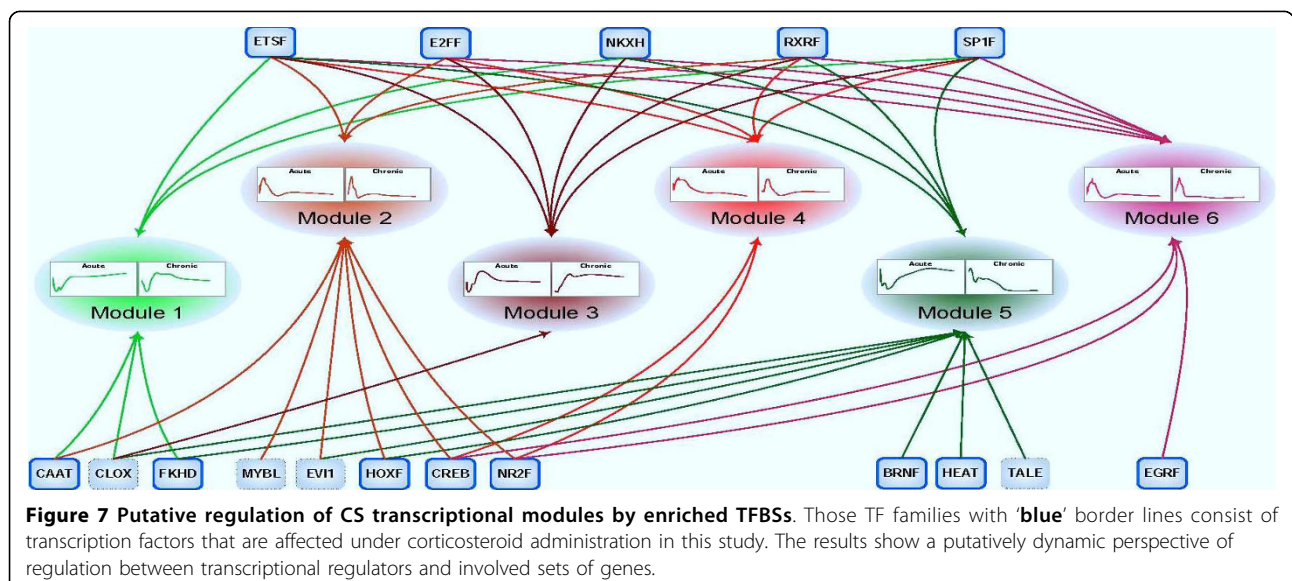 ETSF E2FF NKXH RXRF SP1F
Acute Chronic
Module 2
Acute Chronic
Module 4
Acute Chronic
Module 6
Acute Chronic
Module 1
Acute Chronic
Module 3
Acute Chronic
Module 5
CAAT CLOX FKHD MYBL EVI1 HOXF CREB NR2F BRNF HEAT TALE EGRF
Figure 7 Putative regulation of CS transcriptional modules by enriched TFBSs. Those TF families with ‘blue’ border lines consist of
transcription factors that are affected under corticosteroid administration in this study. The results show a putatively dynamic perspective of
regulation between transcriptional regulators and involved sets of genes.